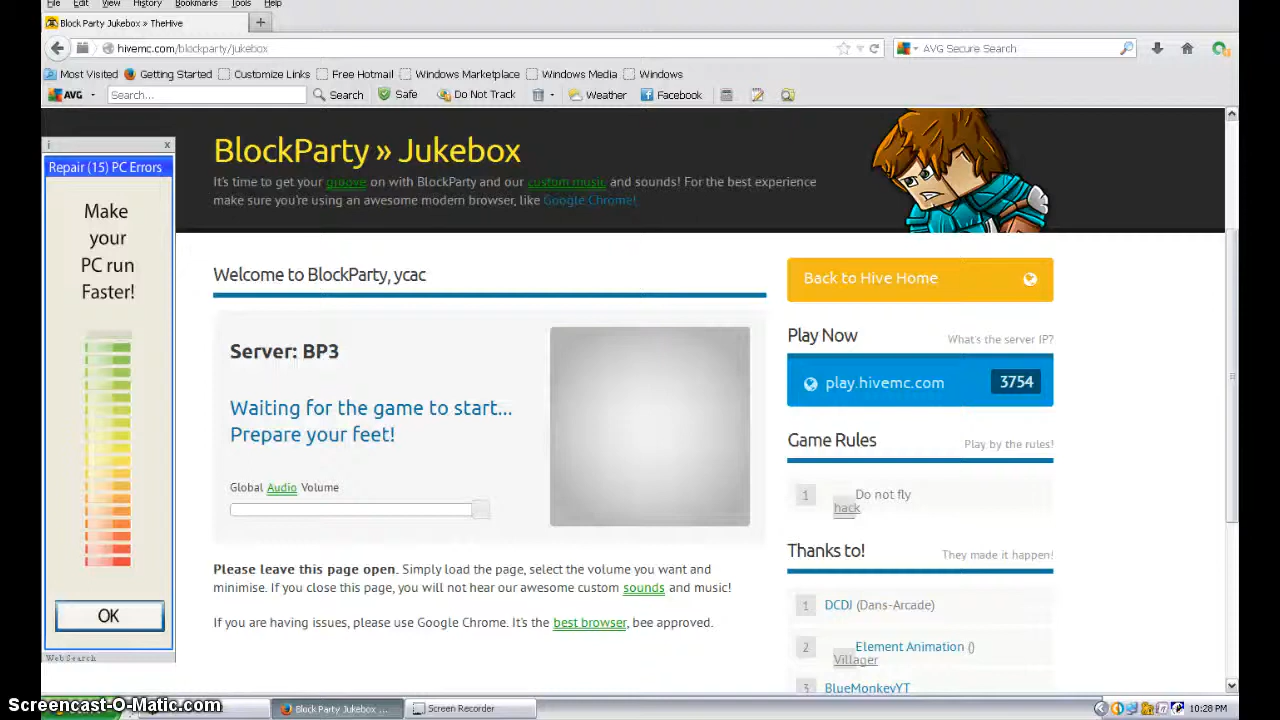 File Edit View History Bookmarks Tools Help
Block Party Jukebox » TheHive
hivemc.com/blockparty/jukebox
AVG Secure Search
Most Visited Getting Started Customize Links Free Hotmail Windows Marketplace Windows Media Windows
AVG Search... Search Safe Do Not Track Weather Facebook
i x
Repair (15) PC Errors
Make
your
PC run
Faster!
OK
Web Search
BlockParty » Jukebox
It's time to get your groove on with BlockParty and our custom music and sounds! For the best experience
make sure you're using an awesome modern browser, like Google Chrome!
Welcome to BlockParty, ycac
Server: BP3
Waiting for the game to start...
Prepare your feet!
Global Audio Volume
Please leave this page open. Simply load the page, select the volume you want and
minimise. If you close this page, you will not hear our awesome custom sounds and music!
If you are having issues, please use Google Chrome. It's the best browser, bee approved.
Back to Hive Home
Play Now What's the server IP?
play.hivemc.com 3754
Game Rules Play by the rules!
1 Do not fly
hack
Thanks to! They made it happen!
1 DCDJ (Dans-Arcade)
2 Element Animation ()
Villager
3 BlueMonkeyYT
Screencast-O-Matic.com
Block Party Jukebox ... Screen Recorder 10:28 PM